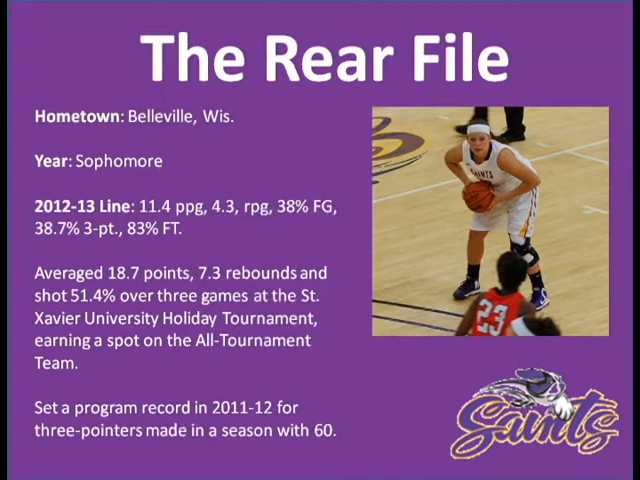 The Rear File
Hometown: Belleville, Wis.
Year: Sophomore
2012-13 Line: 11.4 ppg, 4.3, rpg, 38% FG,
38.7% 3-pt., 83% FT.
Averaged 18.7 points, 7.3 rebounds and
shot 51.4% over three games at the St.
Xavier University Holiday Tournament,
earning a spot on the All-Tournament
Team.
Set a program record in 2011-12 for
three-pointers made in a season with 60.
SAINTS
23
Saints